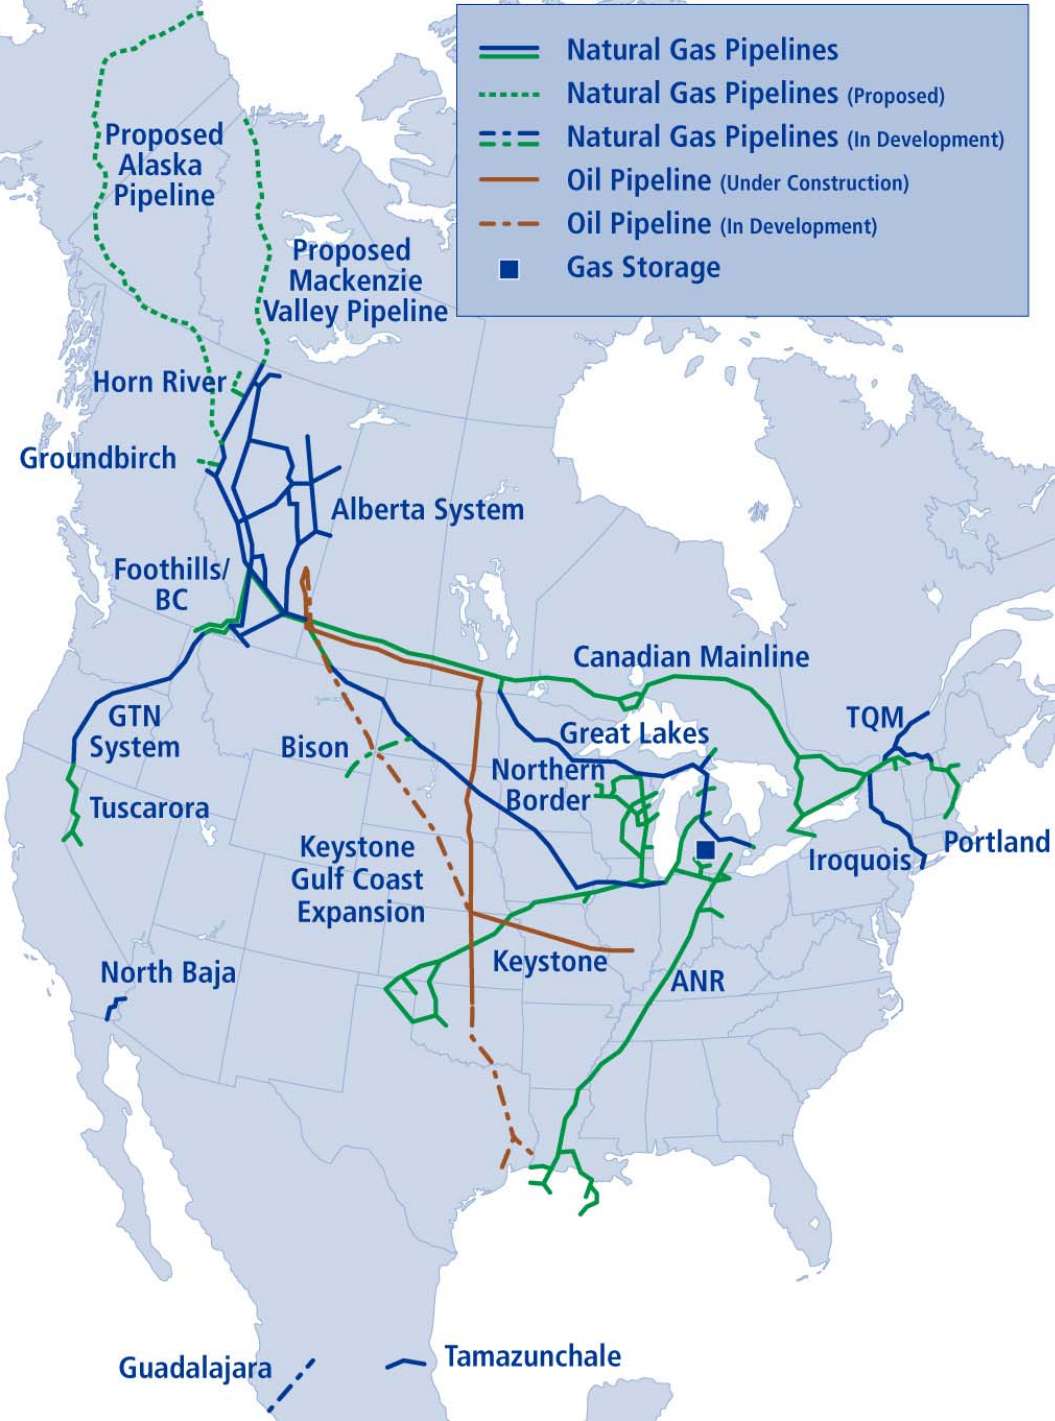 Natural Gas Pipelines
Natural Gas Pipelines (Proposed)
Natural Gas Pipelines (In Development)
Oil Pipeline (Under Construction)
Oil Pipeline (In Development)
Gas Storage
Proposed
Alaska
Pipeline
Proposed
Mackenzie
Valley Pipeline
Horn River
Groundbirch
Alberta System
Foothills/
BC
Canadian Mainline
GTN
System
Bison
Great Lakes
TQM
Northern
Border
Tuscarora
Keystone
Gulf Coast
Expansion
Iroquois
Portland
North Baja
Keystone
ANR
Guadalajara
Tamazunchale